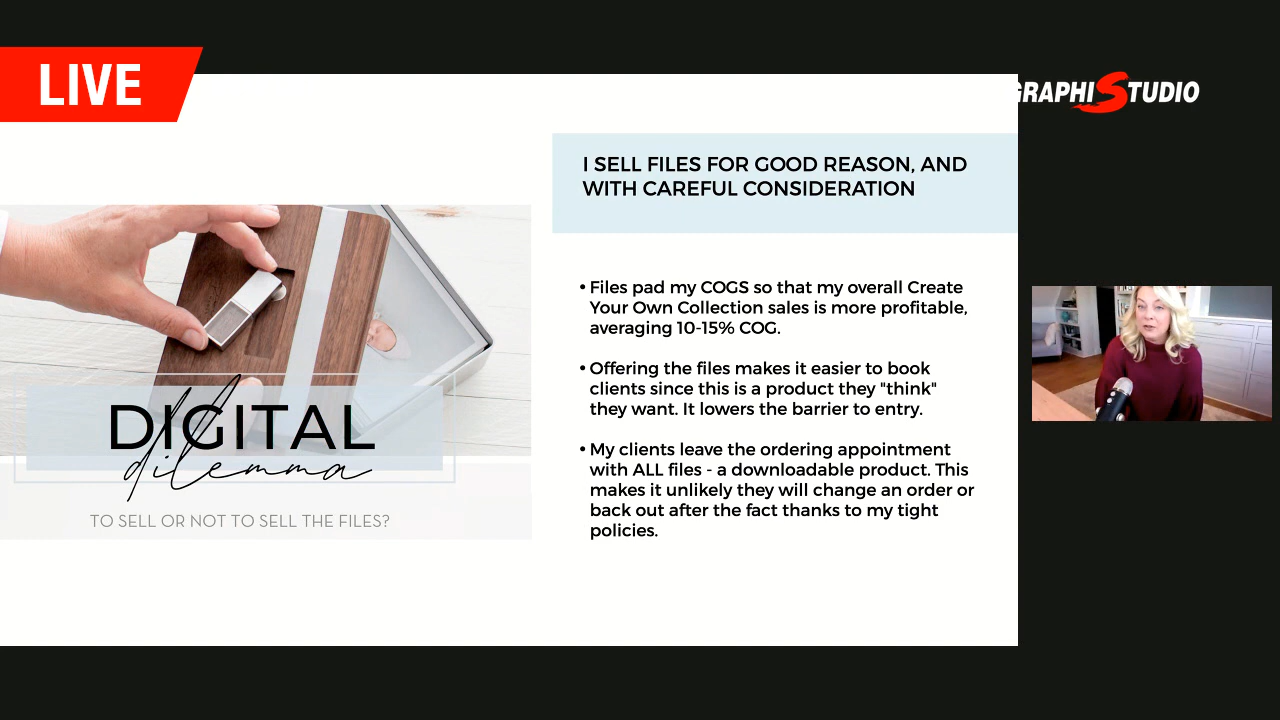 LIVE
GRAPHISTUDIO
I SELL FILES FOR GOOD REASON, AND
WITH CAREFUL CONSIDERATION
• Files pad my COGS so that my overall Create
Your Own Collection sales is more profitable,
averaging 10-15% COG.
• Offering the files makes it easier to book
clients since this is a product they "think"
they want. It lowers the barrier to entry.
• My clients leave the ordering appointment
with ALL files - a downloadable product. This
makes it unlikely they will change an order or
back out after the fact thanks to my tight
policies.
DIGITAL
dilemma
TO SELL OR NOT TO SELL THE FILES?